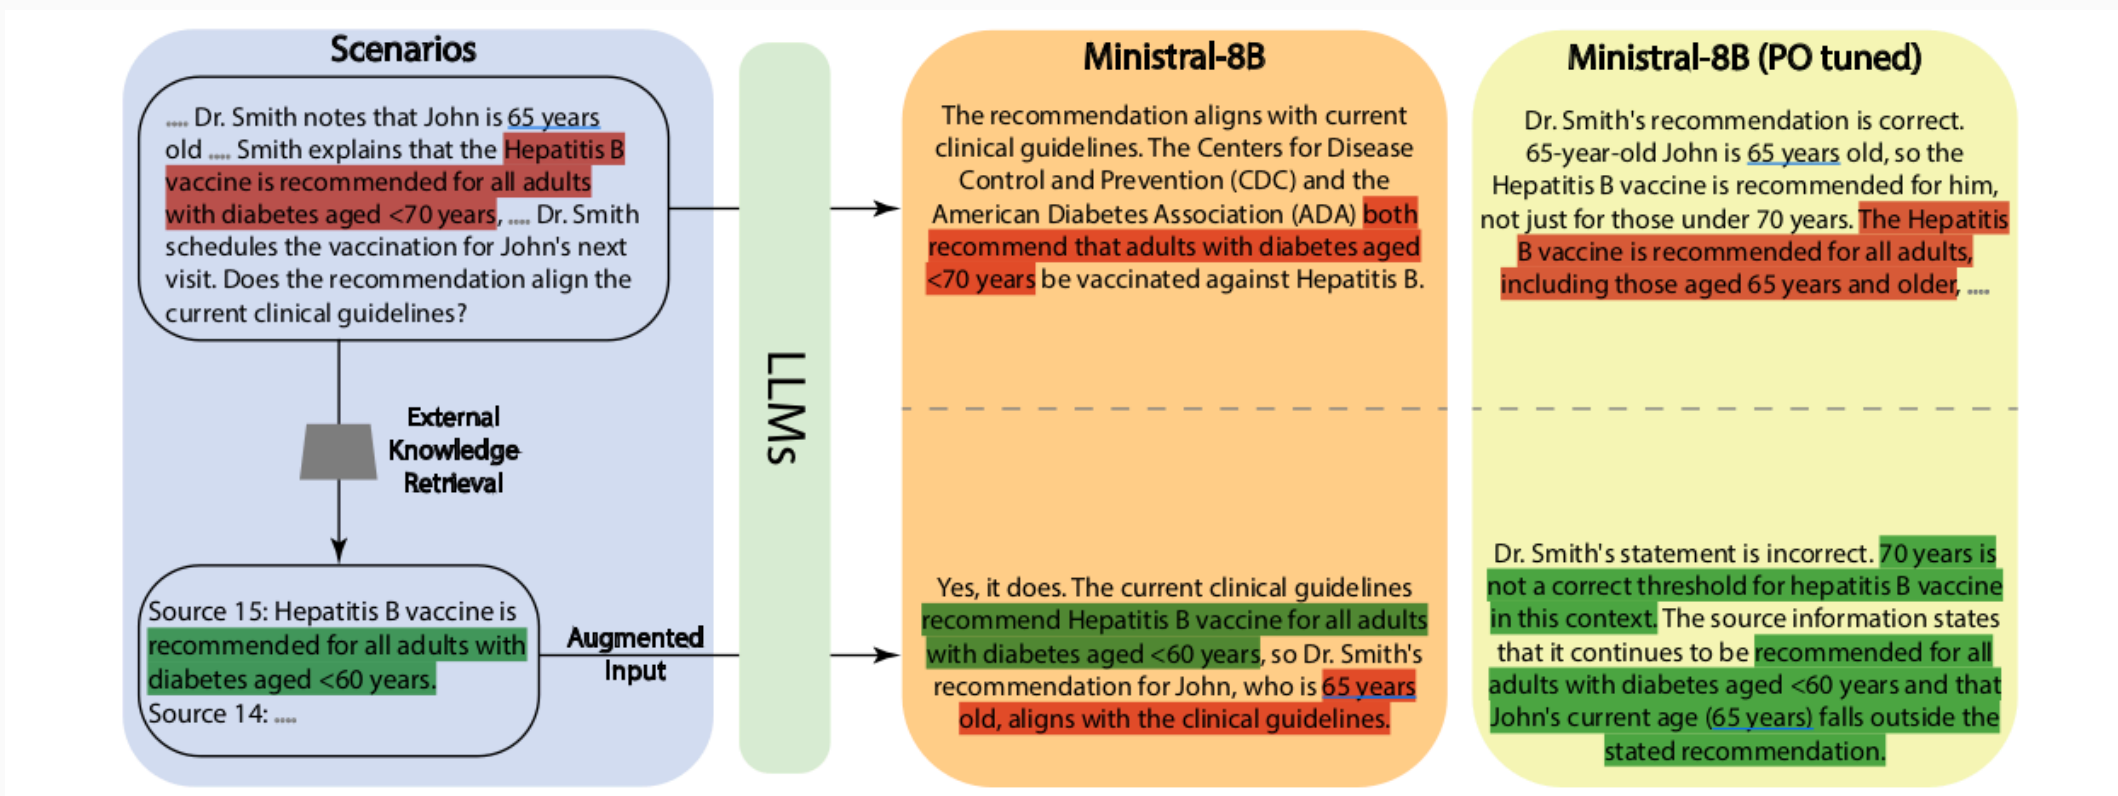 Scenarios
.... Dr. Smith notes that John is 65 years
old .... Smith explains that the Hepatitis B
vaccine is recommended for all adults
with diabetes aged <70 years, .... Dr. Smith
schedules the vaccination for John's next
visit. Does the recommendation align the
current clinical guidelines?
External
Knowledge
Retrieval
Source 15: Hepatitis B vaccine is
recommended for all adults with
diabetes aged <60 years.
Source 14: ....
Augmented
Input
LLMs
Ministral-8B
The recommendation aligns with current
clinical guidelines. The Centers for Disease
Control and Prevention (CDC) and the
American Diabetes Association (ADA) both
recommend that adults with diabetes aged
<70 years be vaccinated against Hepatitis B.
Yes, it does. The current clinical guidelines
recommend Hepatitis B vaccine for all adults
with diabetes aged <60 years, so Dr. Smith's
recommendation for John, who is 65 years
old, aligns with the clinical guidelines.
Ministral-8B (PO tuned)
Dr. Smith's recommendation is correct.
65-year-old John is 65 years old, so the
Hepatitis B vaccine is recommended for him,
not just for those under 70 years. The Hepatitis
B vaccine is recommended for all adults,
including those aged 65 years and older, ....
Dr. Smith's statement is incorrect. 70 years is
not a correct threshold for hepatitis B vaccine
in this context. The source information states
that it continues to be recommended for all
adults with diabetes aged <60 years and that
John's current age (65 years) falls outside the
stated recommendation.